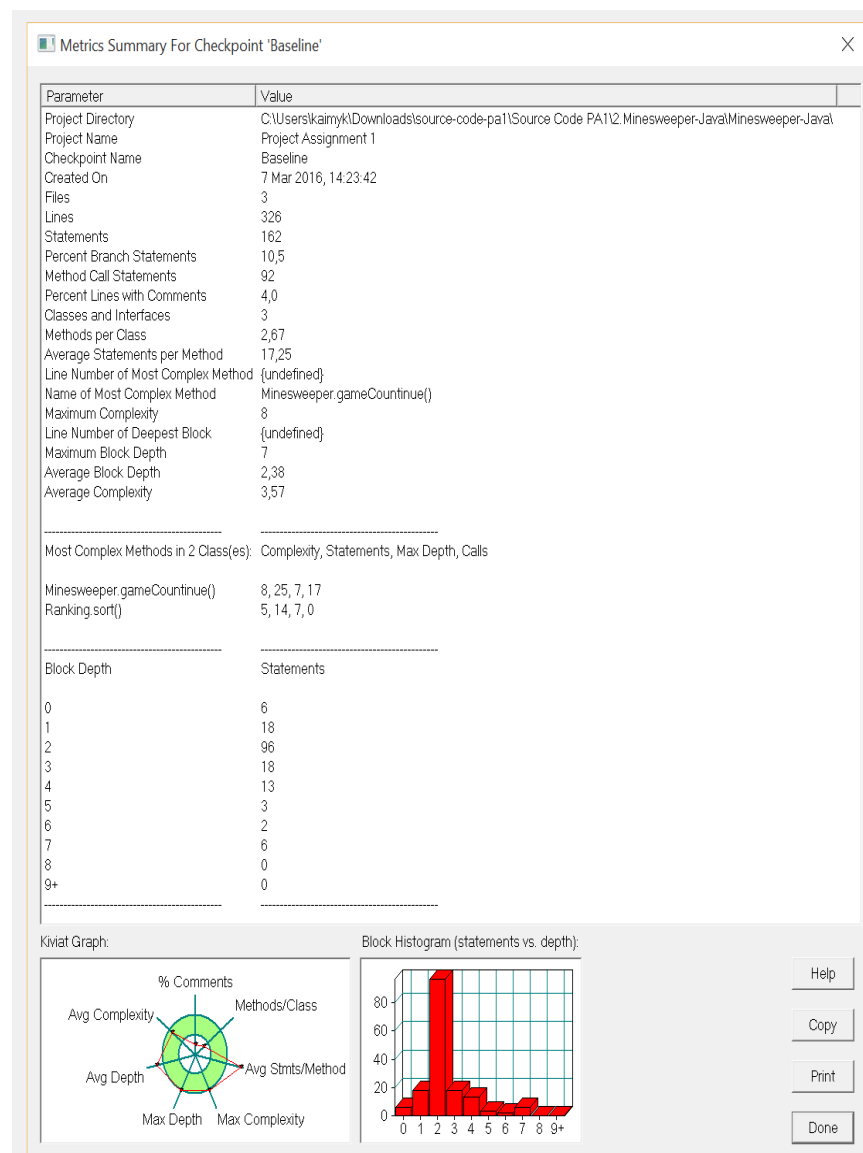 Metrics Summary For Checkpoint 'Baseline'
Parameter Value
Project Directory C:\Users\kaimyk\Downloads\source-code-pa1\Source Code PA1\2.Minesweeper-Java\Minesweeper-Java\
Project Name Project Assignment 1
Checkpoint Name Baseline
Created On 7 Mar 2016, 14:23:42
Files 3
Lines 326
Statements 162
Percent Branch Statements 10,5
Method Call Statements 92
Percent Lines with Comments 4,0
Classes and Interfaces 3
Methods per Class 2,67
Average Statements per Method 17,25
Line Number of Most Complex Method {undefined}
Name of Most Complex Method Minesweeper.gameCountinue()
Maximum Complexity 8
Line Number of Deepest Block {undefined}
Maximum Block Depth 7
Average Block Depth 2,38
Average Complexity 3,57
Most Complex Methods in 2 Class(es): Complexity, Statements, Max Depth, Calls
Minesweeper.gameCountinue() 8, 25, 7, 17
Ranking.sort() 5, 14, 7, 0
Block Depth Statements
0 6
1 18
2 96
3 18
4 13
5 3
6 2
7 6
8 0
9+ 0
Kiviat Graph: Block Histogram (statements vs. depth):
% Comments
Methods/Class
Avg Complexity
Avg Stmts/Method
Avg Depth
Max Depth Max Complexity
80
60
40
20
0
0 1 2 3 4 5 6 7 8 9+
Help
Copy
Print
Done